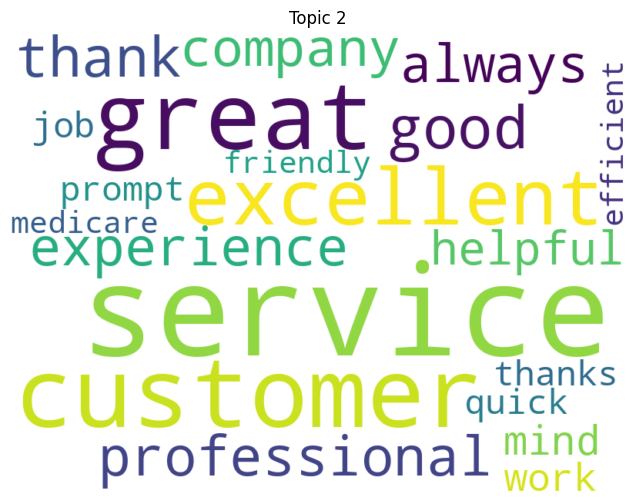 Topic 2
thank company always
job great good efficient
friendly
prompt excellent
medicare
experience helpful
service
customer thanks
quick
professional mind
work